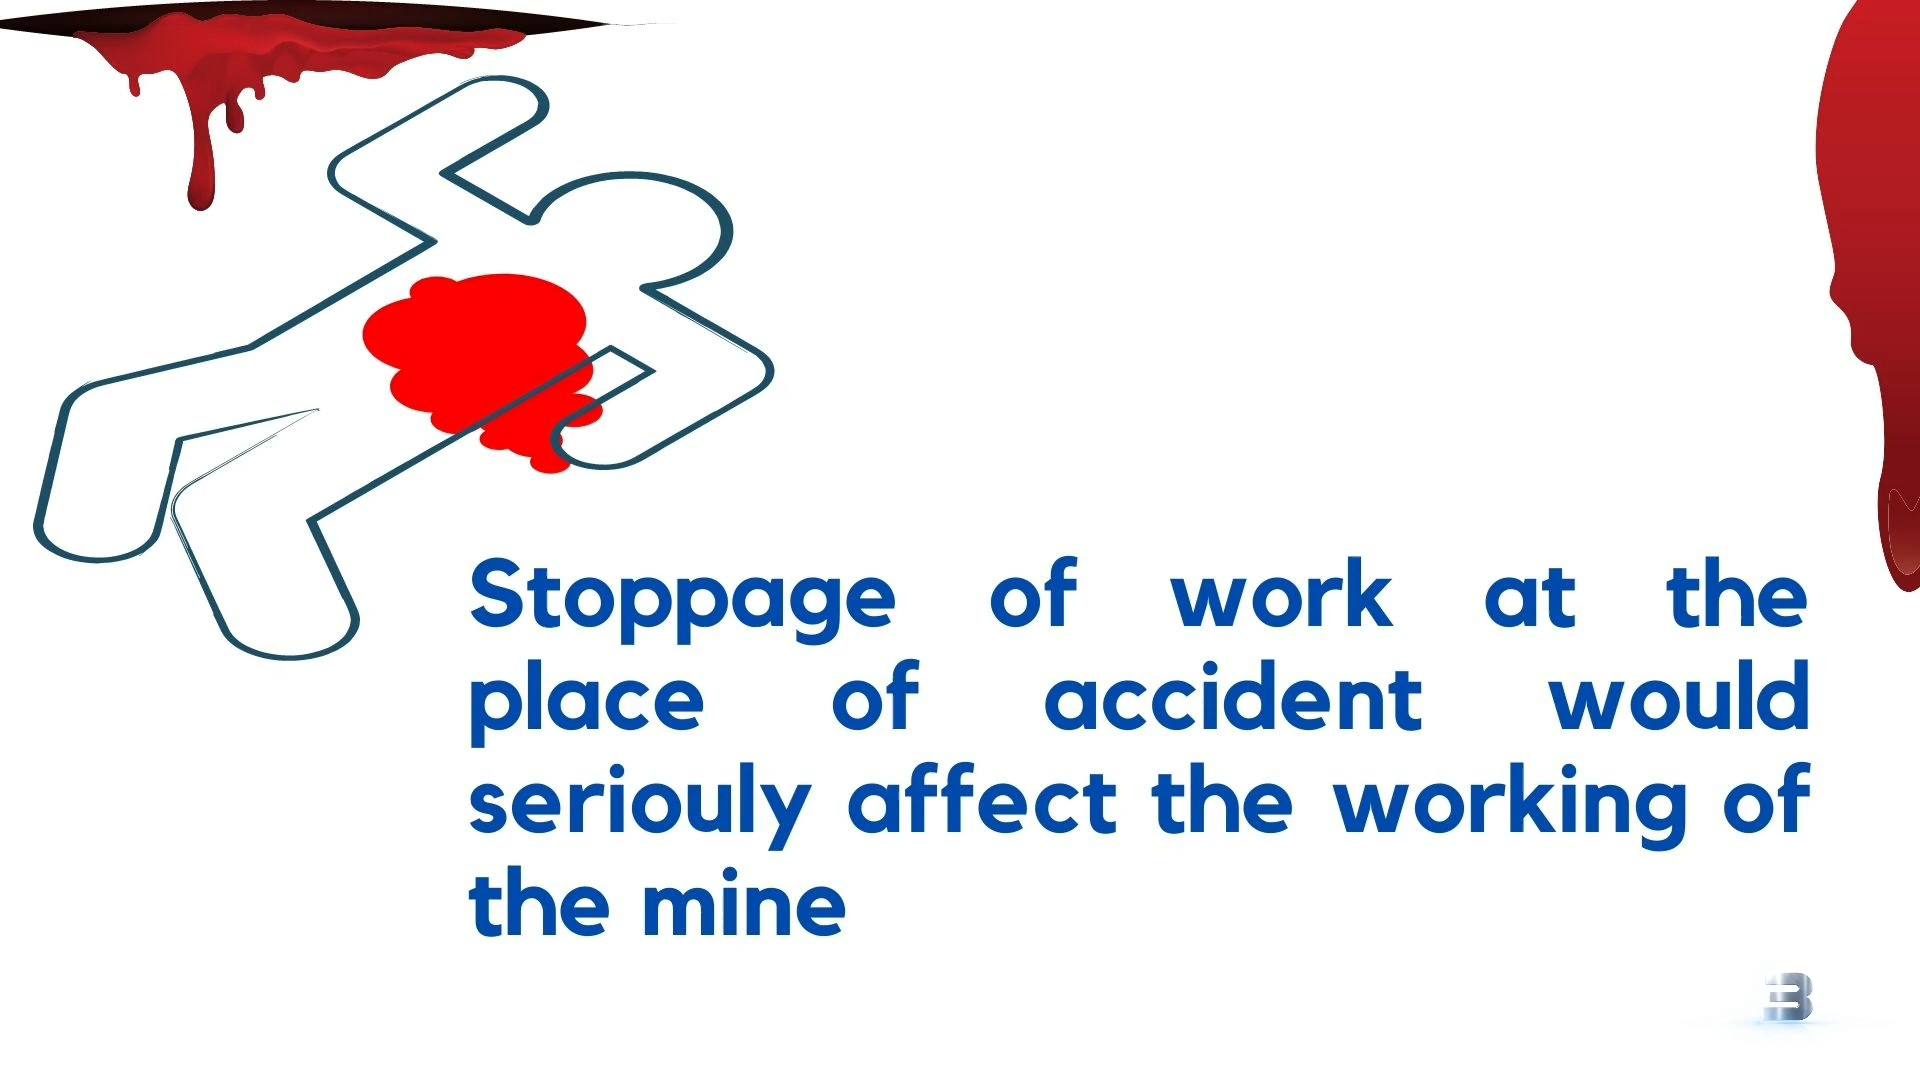 Stoppage of work at the
place of accident would
seriouly affect the working of
the mine
B